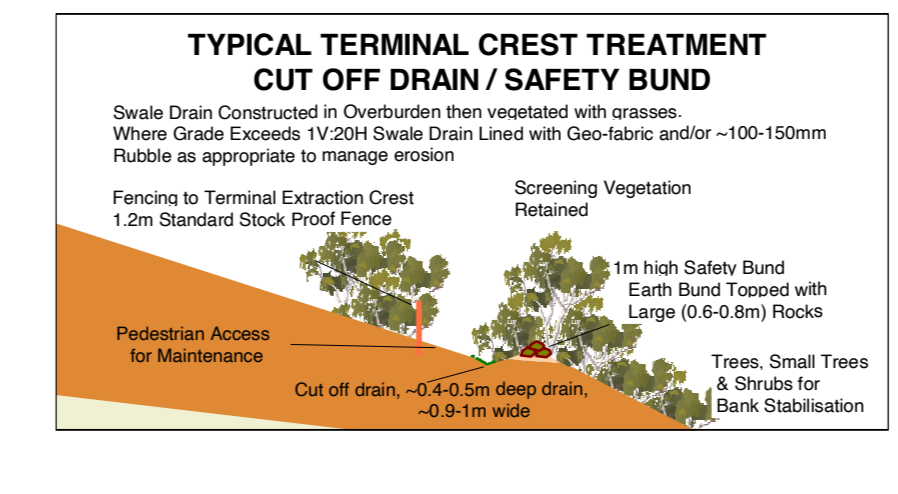 TYPICAL TERMINAL CREST TREATMENT
CUT OFF DRAIN / SAFETY BUND
Swale Drain Constructed in Overburden then vegetated with grasses.
Where Grade Exceeds 1V:20H Swale Drain Lined with Geo-fabric and/or ~100-150mm
Rubble as appropriate to manage erosion
Fencing to Terminal Extraction Crest
1.2m Standard Stock Proof Fence
Screening Vegetation
Retained
1m high Safety Bund
Earth Bund Topped with
Large (0.6-0.8m) Rocks
Pedestrian Access
for Maintenance
Cut off drain, ~0.4-0.5m deep drain,
~0.9-1m wide
Trees, Small Trees
& Shrubs for
Bank Stabilisation